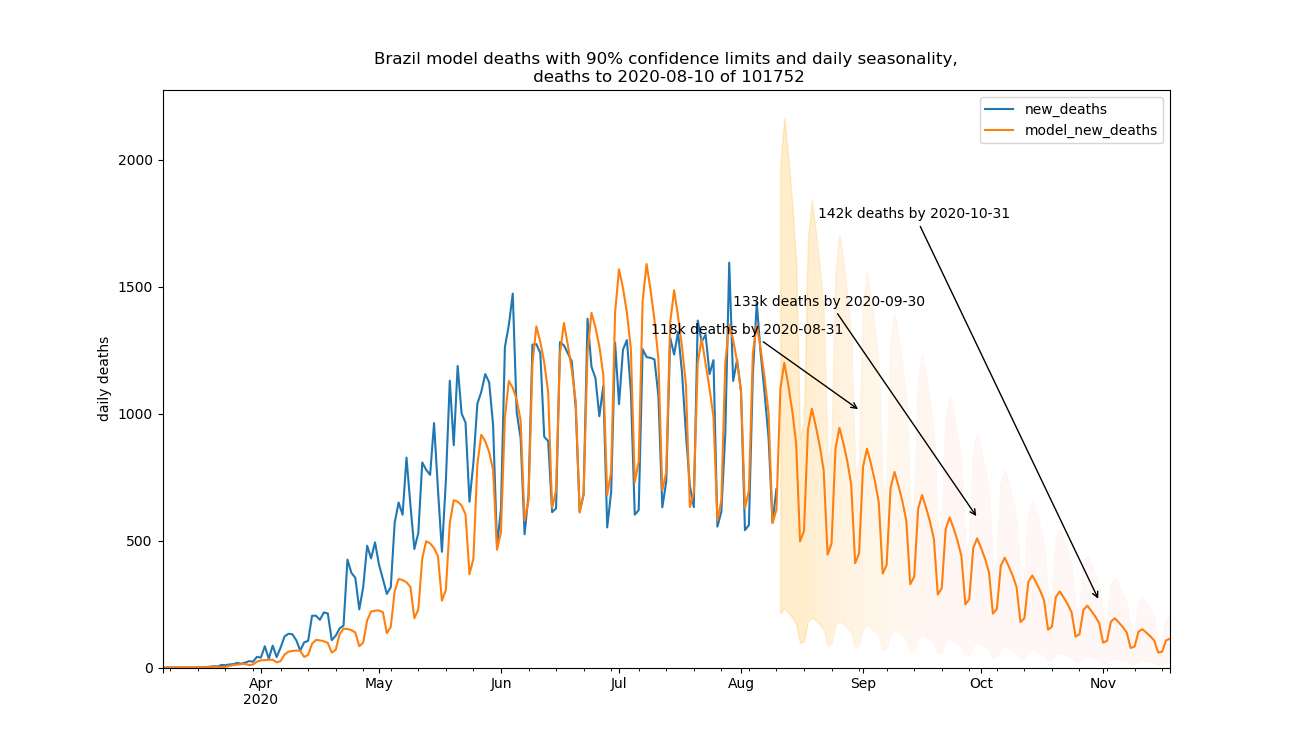 Brazil model deaths with 90% confidence limits and daily seasonality,
deaths to 2020-08-10 of 101752
new_deaths
model_new_deaths
daily deaths
2000
1500
1000
500
0
142k deaths by 2020-10-31
133k deaths by 2020-09-30
118k deaths by 2020-08-31
Apr
2020
May
Jun
Jul
Aug
Sep
Oct
Nov